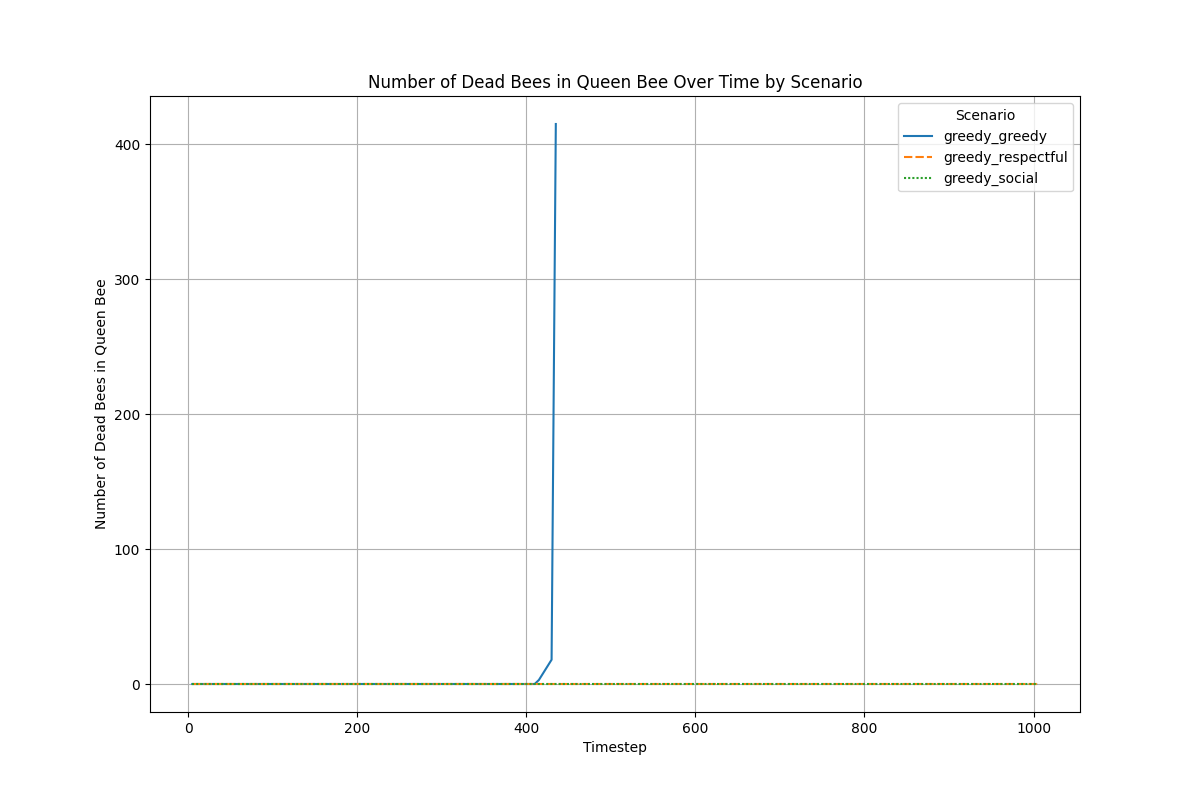 Number of Dead Bees in Queen Bee Over Time by Scenario
Scenario
greedy_greedy
greedy_respectful
greedy_social
Number of Dead Bees in Queen Bee
400
300
200
100
0
0 200 400 600 800 1000
Timestep